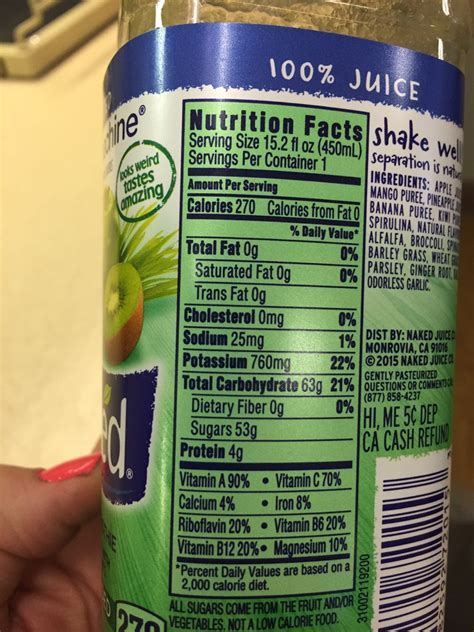 100% JUICE
chine®
looks weird
tastes
amazing
ed®
270
Nutrition Facts
Serving Size 15.2 fl oz (450mL)
Servings Per Container 1
Amount Per Serving
Calories 270 Calories from Fat 0
% Daily Value*
Total Fat 0g 0%
Saturated Fat 0g 0%
Trans Fat 0g
Cholesterol 0mg 0%
Sodium 25mg 1%
Potassium 760mg 22%
Total Carbohydrate 63g 21%
Dietary Fiber 0g 0%
Sugars 53g
Protein 4g
Vitamin A 90% • Vitamin C 70%
Calcium 4% • Iron 8%
Riboflavin 20% • Vitamin B6 20%
Vitamin B12 20% • Magnesium 10%
*Percent Daily Values are based on a
2,000 calorie diet.
ALL SUGARS COME FROM THE FRUIT AND/OR
VEGETABLES. NOT A LOW CALORIE FOOD.
31002119200
shake well
separation is
INGREDIENTS: APPLE
MANGO PUREE, PINEAPPLE
BANANA PUREE, KIWI
SPIRULINA, NATURAL
ALFALFA, BROCCOLI,
BARLEY GRASS, WHEAT
PARSLEY, GINGER ROOT,
ODORLESS GARLIC.
DIST BY: NAKED JUICE
MONROVIA, CA 91016
©2015 NAKED JUICE
GENTLY PASTEURIZED
QUESTIONS OR COMMENTS
(877) 858-4237
HI, ME 5¢ DEP
CA CASH REFUND